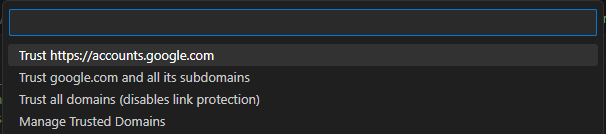 Trust https://accounts.google.com
Trust google.com and all its subdomains
Trust all domains (disables link protection)
Manage Trusted Domains